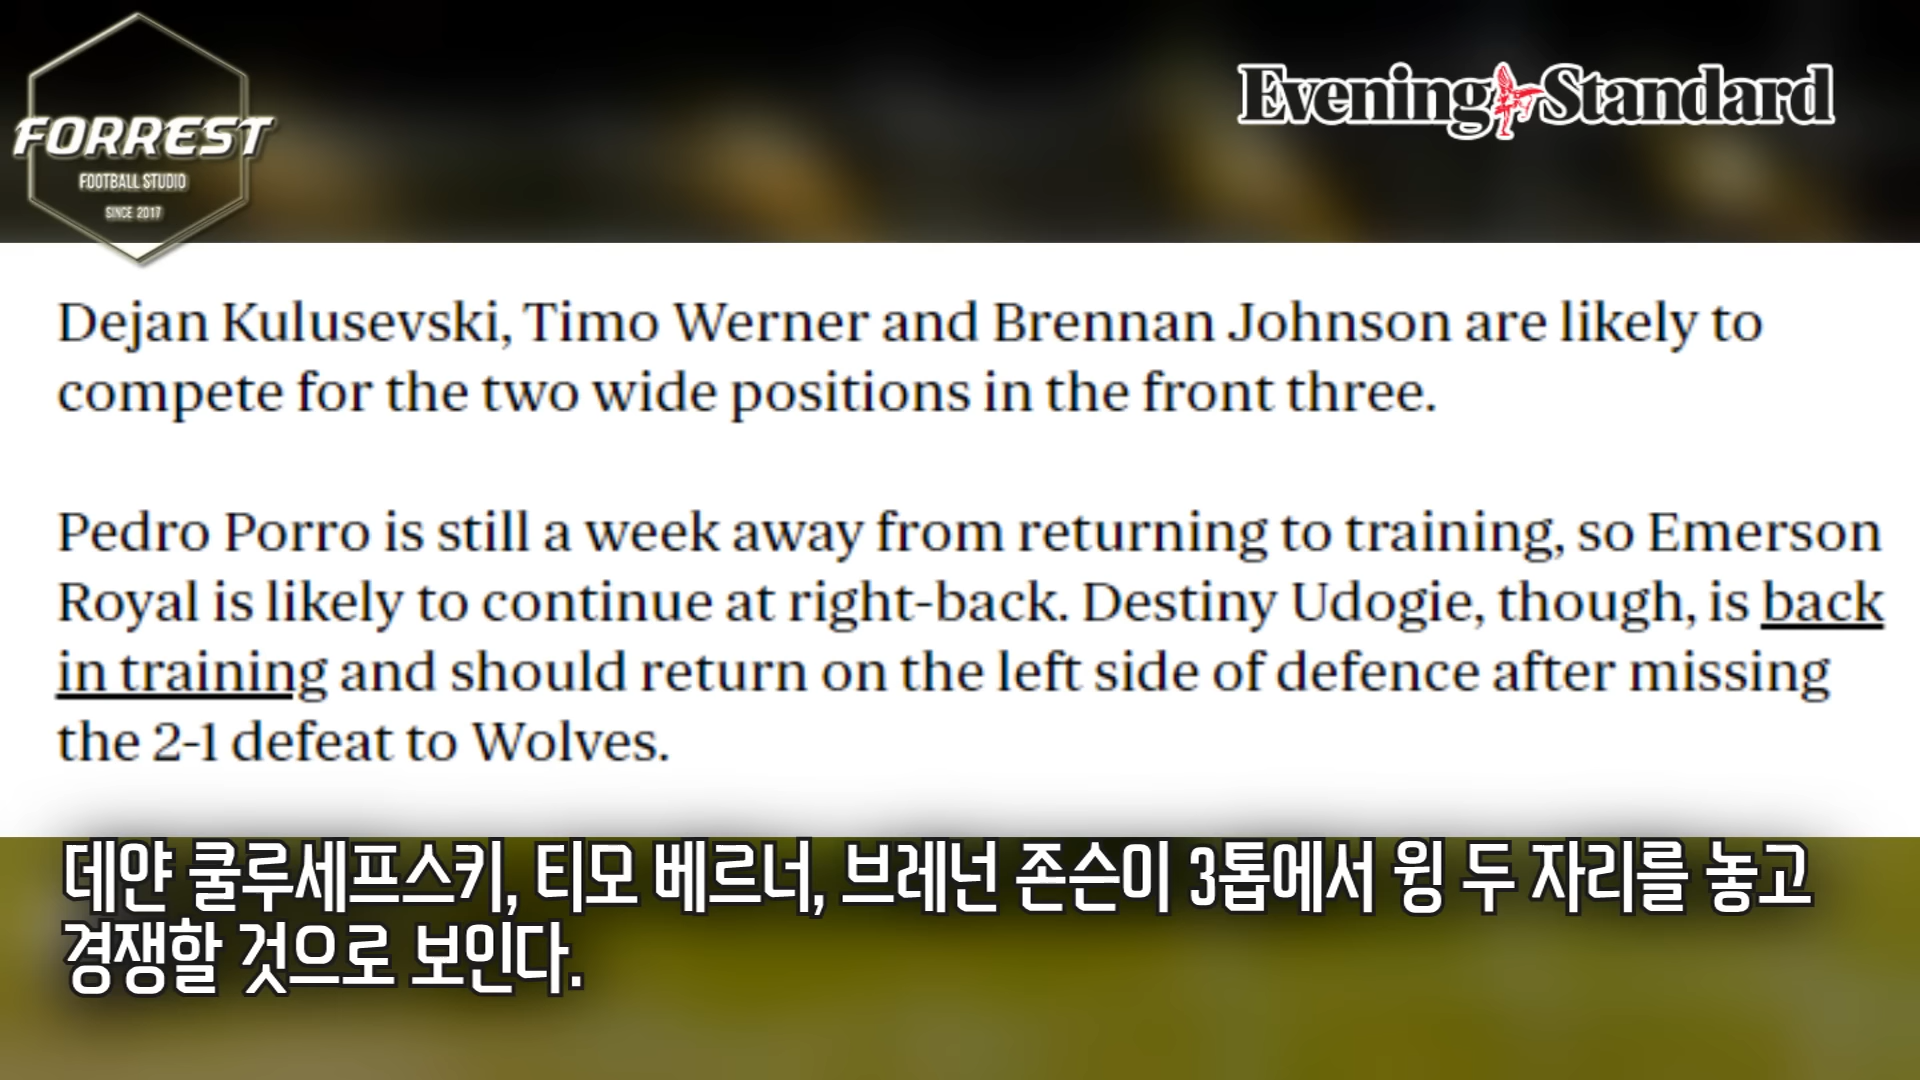 FORREST
FOOTBALL STUDIO
SINCE 2017
Evening Standard
Dejan Kulusevski, Timo Werner and Brennan Johnson are likely to
compete for the two wide positions in the front three.
Pedro Porro is still a week away from returning to training, so Emerson
Royal is likely to continue at right-back. Destiny Udogie, though, is back
in training and should return on the left side of defence after missing
the 2-1 defeat to Wolves.
데얀 쿨루셰프스키, 티모 베르너, 브레넌 존슨이 3톱에서 윙 두 자리를 놓고
경쟁할 것으로 보인다.